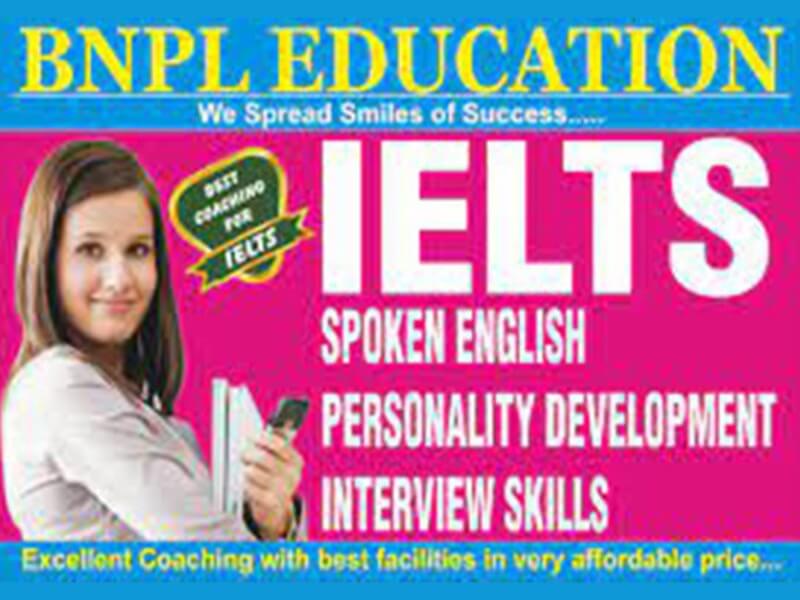 BNPL EDUCATION
We Spread Smiles of Success.....
BEST
COACHING
FOR
IELTS
IELTS
SPOKEN ENGLISH
PERSONALITY DEVELOPMENT
INTERVIEW SKILLS
Excellent Coaching with best facilities in very affordable price...